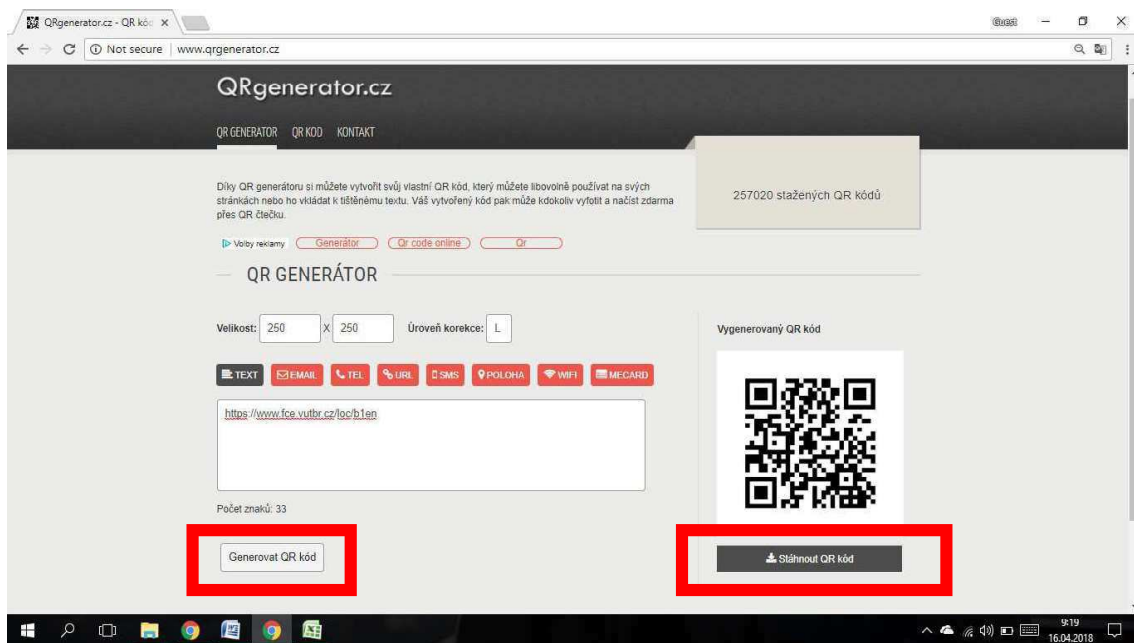 QRgenerator.cz - QR kó
Guest
Not secure | www.qrgenerator.cz
QRgenerator.cz
QR GENERATOR QR KOD KONTAKT
Díky QR generátoru si můžete vytvořit svůj vlastní QR kód, který můžete libovolně používat na svých
stránkách nebo ho vkládat k tištěnému textu. Váš vytvořený kód pak může kdokoliv vyfotit a načíst zdarma
přes QR čtečku.
257020 stažených QR kódů
Volby reklamy Generátor Qr code online Qr
QR GENERÁTOR
Velikost: 250 X 250 Úroveň korekce: L
Vygenerovaný QR kód
TEXT EMAIL TEL URL SMS POLOHA WIFI MECARD
https://www.fce.vutbr.cz/loc/b1en
Počet znaků: 33
Generovat QR kód
Stáhnout QR kód
9:19
16.04.2018